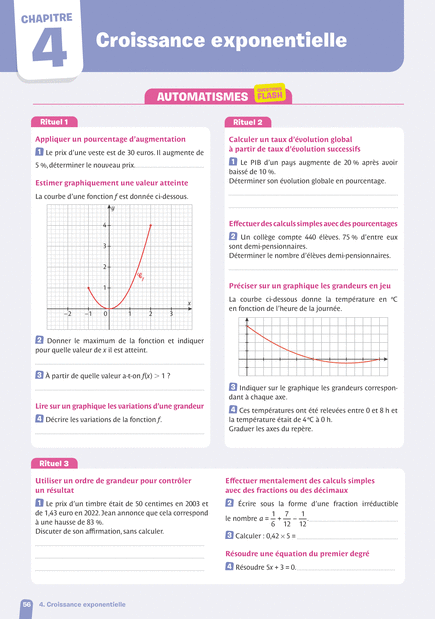 CHAPITRE
4
Croissance exponentielle
AUTOMATISMES
QUESTIONS
FLASH
Rituel 1
Appliquer un pourcentage d'augmentation
1 Le prix d'une veste est de 30 euros. Il augmente de
5 %, déterminer le nouveau prix.
Estimer graphiquement une valeur atteinte
La courbe d'une fonction f est donnée ci-dessous.
y
4
3
2
1
𝒞f
x
−2 −1 0 1 2 3
2 Donner le maximum de la fonction et indiquer
pour quelle valeur de x il est atteint.
3 À partir de quelle valeur a-t-on f(x) > 1 ?
Lire sur un graphique les variations d'une grandeur
4 Décrire les variations de la fonction f.
Rituel 2
Calculer un taux d'évolution global
à partir de taux d'évolution successifs
1 Le PIB d'un pays augmente de 20 % après avoir
baissé de 10 %.
Déterminer son évolution globale en pourcentage.
Effectuer des calculs simples avec des pourcentages
2 Un collège compte 440 élèves. 75 % d'entre eux
sont demi-pensionnaires.
Déterminer le nombre d'élèves demi-pensionnaires.
Préciser sur un graphique les grandeurs en jeu
La courbe ci-dessous donne la température en °C
en fonction de l'heure de la journée.
3 Indiquer sur le graphique les grandeurs correspon-
dant à chaque axe.
4 Ces températures ont été relevées entre 0 et 8 h et
la température était de 4 °C à 0 h.
Graduer les axes du repère.
Rituel 3
Utiliser un ordre de grandeur pour contrôler
un résultat
1 Le prix d'un timbre était de 50 centimes en 2003 et
de 1,43 euro en 2022. Jean annonce que cela correspond
à une hausse de 83 %.
Discuter de son affirmation, sans calculer.
Effectuer mentalement des calculs simples
avec des fractions ou des décimaux
2 Écrire sous la forme d'une fraction irréductible
le nombre a = 1/6 + 7/12 − 1/12.
3 Calculer : 0,42 × 5 =
Résoudre une équation du premier degré
4 Résoudre 5x + 3 = 0.
56 4. Croissance exponentielle